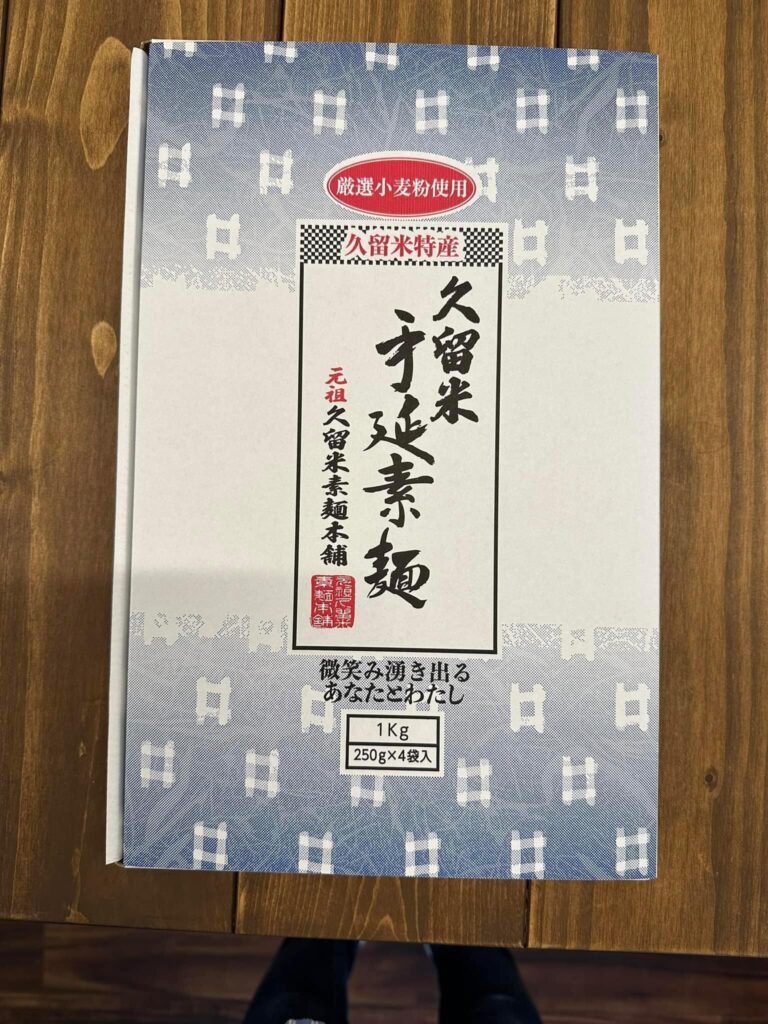 厳選小麦粉使用
久留米特産
久留米
手延素麺
元祖久留米素麺本舗
微笑み湧き出る
あなたとわたし
1Kg
250g×4袋入